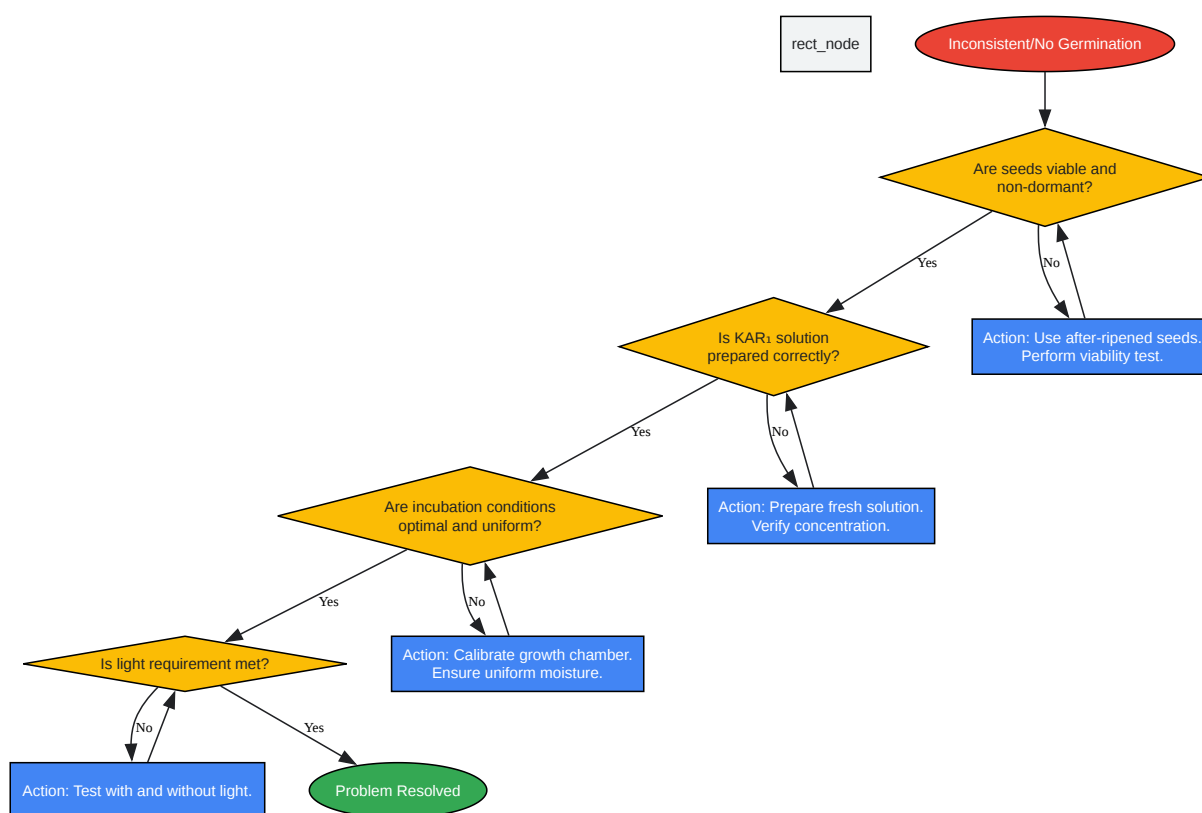 rect_node
Inconsistent/No Germination
Are seeds viable and
non-dormant?
Yes
No
Is KAR₁ solution
prepared correctly?
Action: Use after-ripened seeds.
Perform viability test.
Yes
No
Are incubation conditions
optimal and uniform?
Action: Prepare fresh solution.
Verify concentration.
Yes
No
Is light requirement met?
Action: Calibrate growth chamber.
Ensure uniform moisture.
No
Yes
Action: Test with and without light.
Problem Resolved